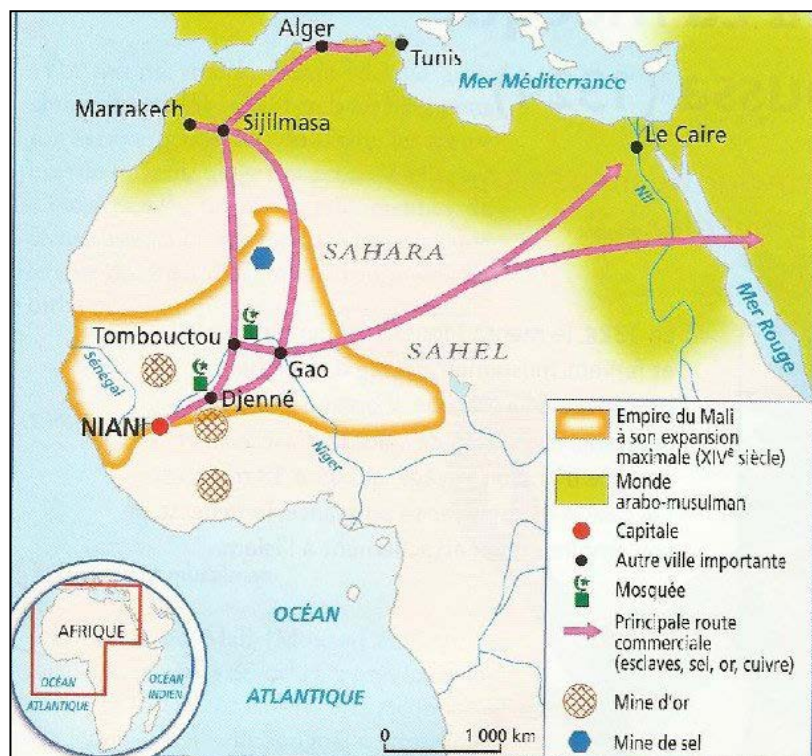 Alger
Tunis
Mer Méditerranée
Marrakech
Sijilmasa
Le Caire
Nil
SAHARA
Tombouctou
SAHEL
Mer Rouge
Sénégal
Gao
Djenné
NIANI
Niger
Empire du Mali
à son expansion
maximale (XIVe siècle)
Monde
arabo-musulman
Capitale
Autre ville importante
Mosquée
Principale route
commerciale
(esclaves, sel, or, cuivre)
Mine d'or
Mine de sel
OCÉAN
ATLANTIQUE
AFRIQUE
OCÉAN
ATLANTIQUE
OCÉAN
INDIEN
0 1 000 km